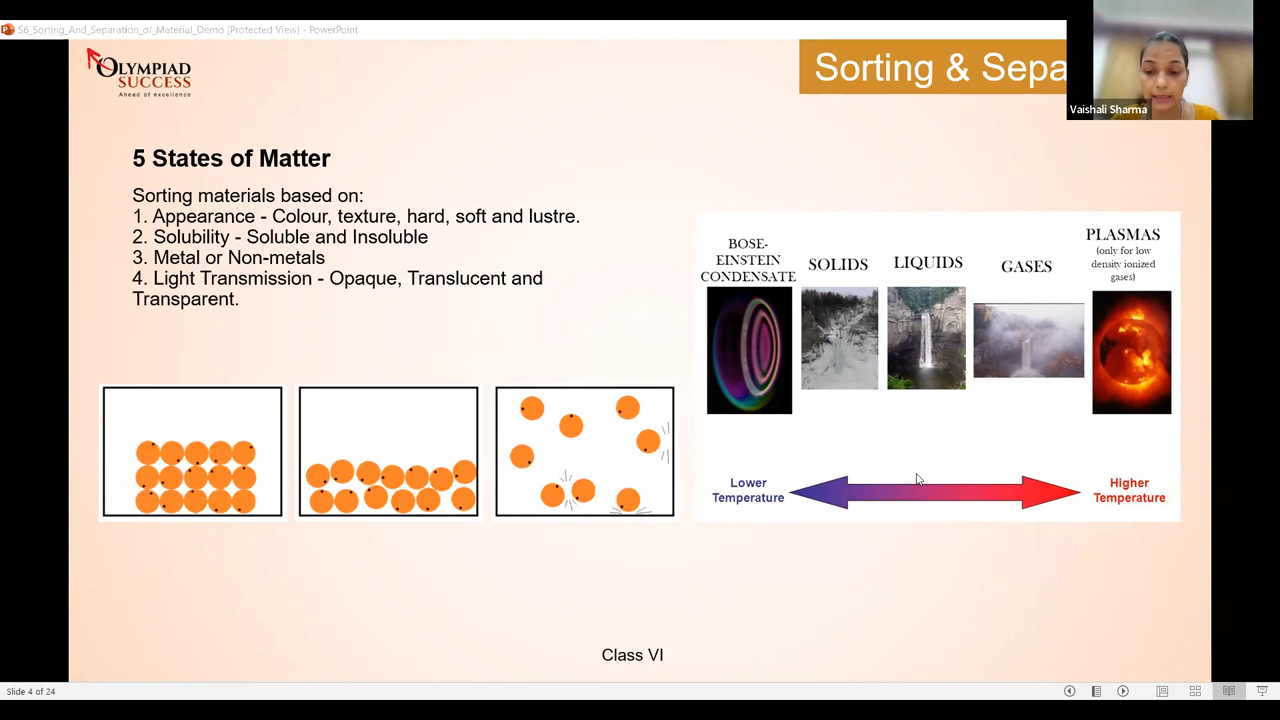 S6_Sorting_And_Separation_of_Material_Demo [Protected View] - PowerPoint
OLYMPIAD
SUCCESS
Ahead of excellence
Sorting & Sepa
Vaishali Sharma
5 States of Matter
Sorting materials based on:
1. Appearance - Colour, texture, hard, soft and lustre.
2. Solubility - Soluble and Insoluble
3. Metal or Non-metals
4. Light Transmission - Opaque, Translucent and
Transparent.
BOSE-
EINSTEIN
CONDENSATE
SOLIDS
LIQUIDS
GASES
PLASMAS
(only for low
density ionized
gases)
Lower
Temperature
Higher
Temperature
Class VI
Slide 4 of 24